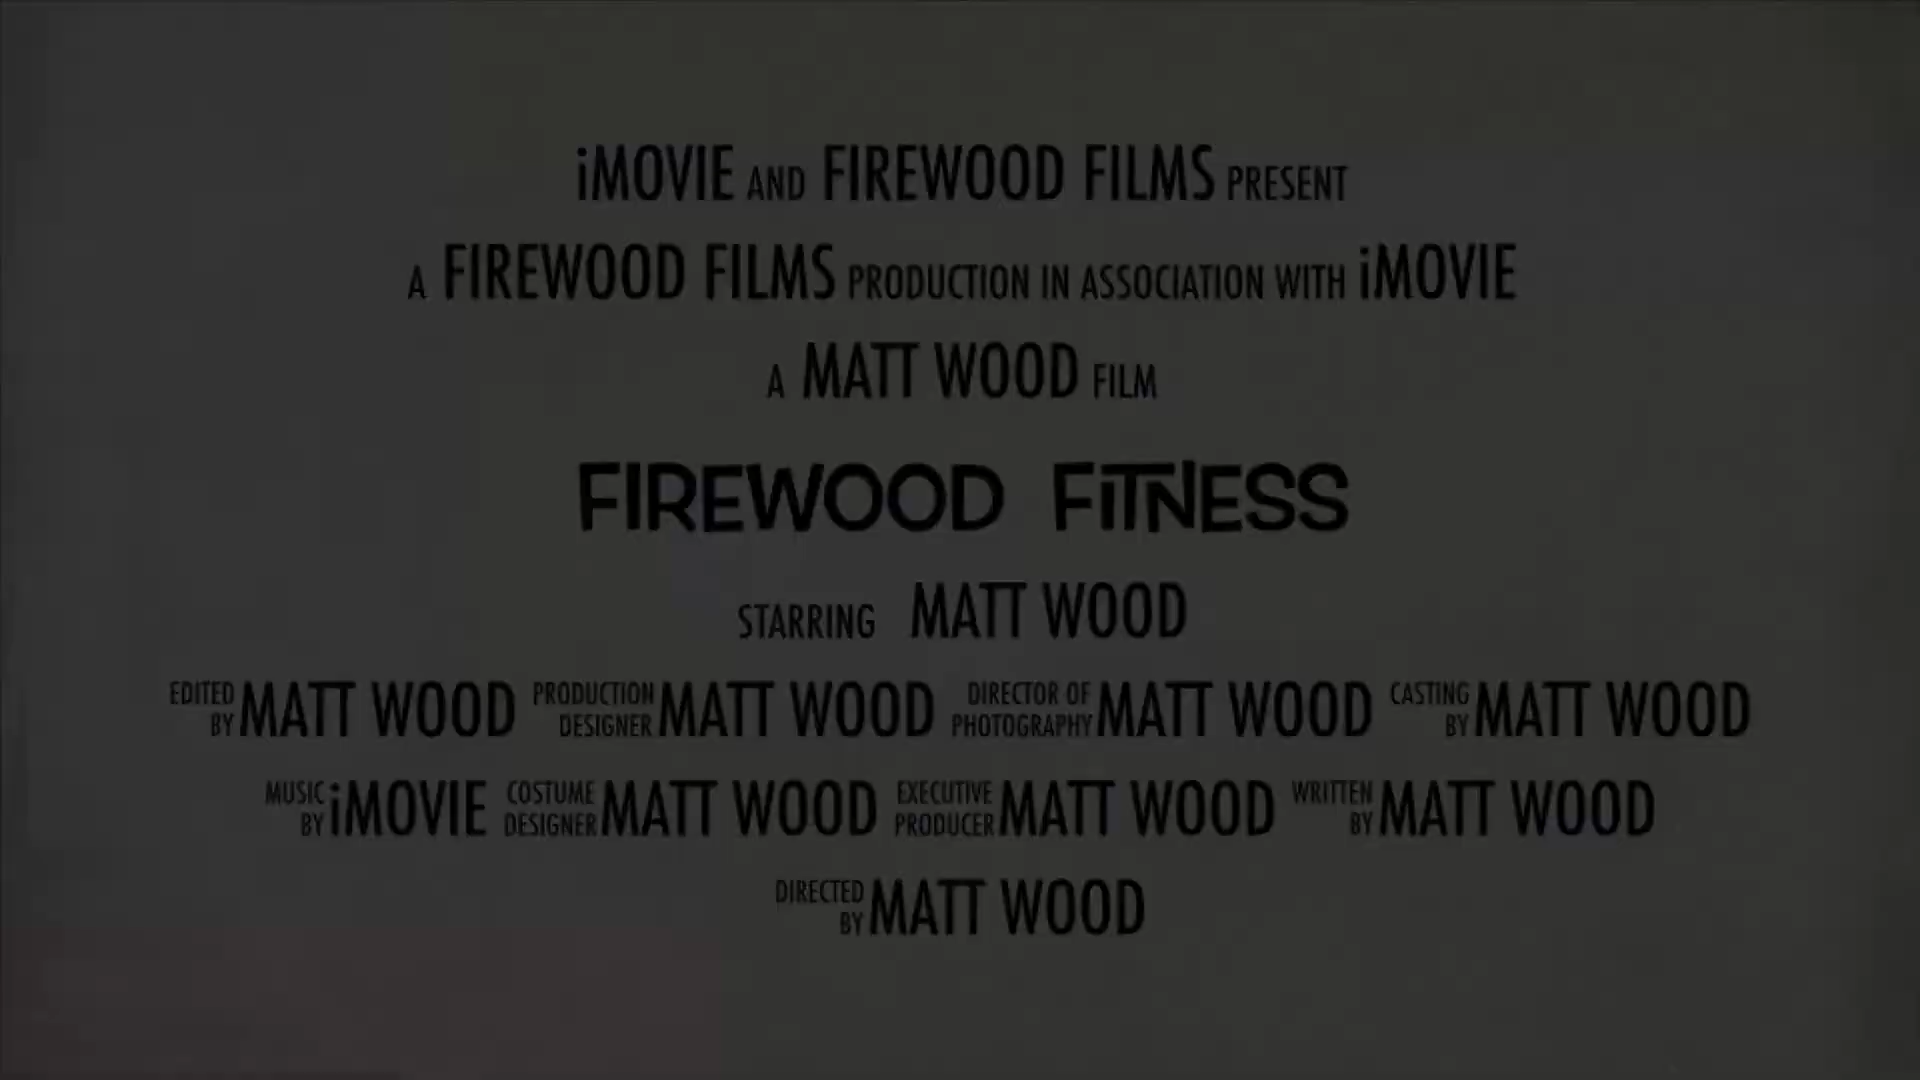 iMOVIE AND FIREWOOD FILMS PRESENT
A FIREWOOD FILMS PRODUCTION IN ASSOCIATION WITH iMOVIE
A MATT WOOD FILM
FIREWOOD FiTNESS
STARRING MATT WOOD
EDITED BY MATT WOOD PRODUCTION DESIGNER MATT WOOD DIRECTOR OF PHOTOGRAPHY MATT WOOD CASTING BY MATT WOOD
MUSIC BY iMOVIE COSTUME DESIGNER MATT WOOD EXECUTIVE PRODUCER MATT WOOD WRITTEN BY MATT WOOD
DIRECTED BY MATT WOOD